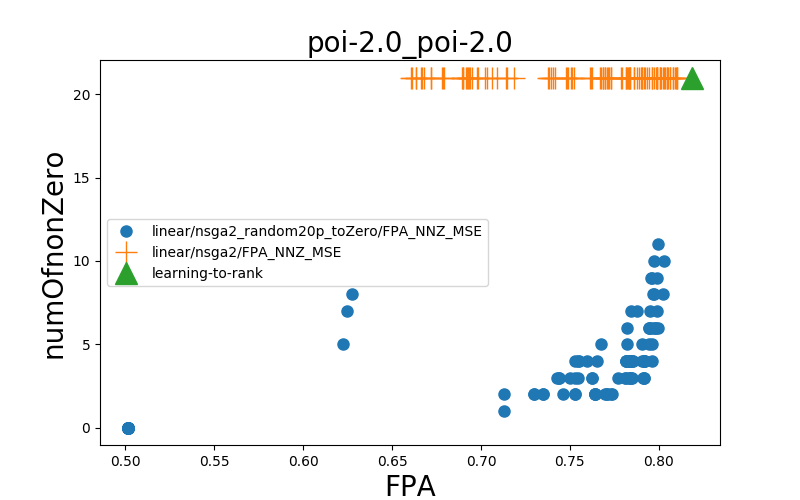 poi-2.0_poi-2.0
numOfnonZero
20
15
10
5
0
linear/nsga2_random20p_toZero/FPA_NNZ_MSE
linear/nsga2/FPA_NNZ_MSE
learning-to-rank
0.50 0.55 0.60 0.65 0.70 0.75 0.80
FPA